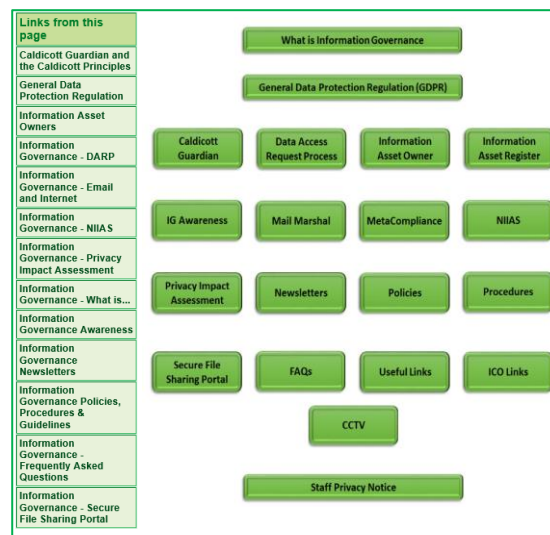 Links from this
page
Caldicott Guardian and
the Caldicott Principles
General Data
Protection Regulation
Information Asset
Owners
Information
Governance - DARP
Information
Governance - Email
and Internet
Information
Governance - NIIAS
Information
Governance - Privacy
Impact Assessment
Information
Governance - What is...
Information
Governance Awareness
Information
Governance
Newsletters
Information
Governance Policies,
Procedures &
Guidelines
Information
Governance -
Frequently Asked
Questions
Information
Governance - Secure
File Sharing Portal
What is Information Governance
General Data Protection Regulation (GDPR)
Caldicott
Guardian
Data Access
Request Process
Information
Asset Owner
Information
Asset Register
IG Awareness
Mail Marshal
MetaCompliance
NIIAS
Privacy Impact
Assessment
Newsletters
Policies
Procedures
Secure File
Sharing Portal
FAQs
Useful Links
ICO Links
CCTV
Staff Privacy Notice